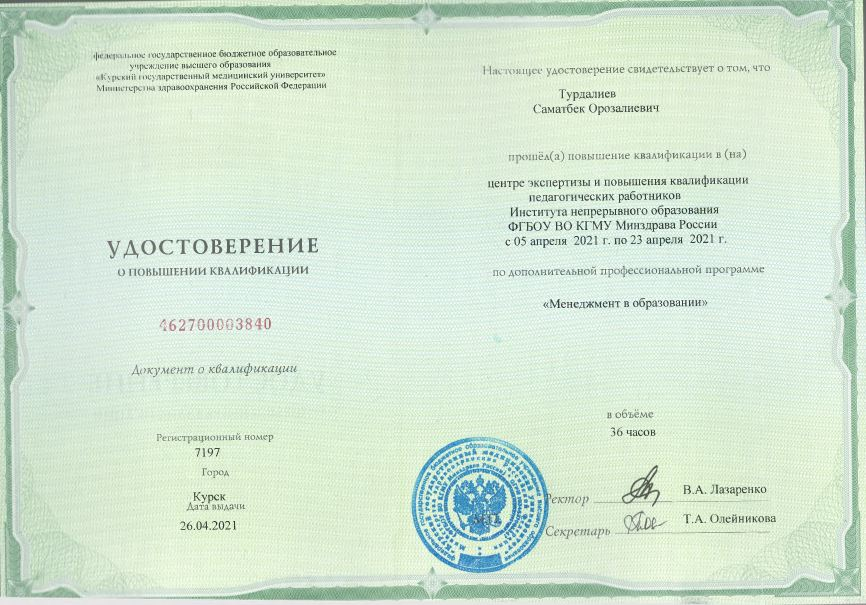 федеральное государственное бюджетное образовательное
учреждение высшего образования
«Курский государственный медицинский университет»
Министерства здравоохранения Российской Федерации
УДОСТОВЕРЕНИЕ
О ПОВЫШЕНИИ КВАЛИФИКАЦИИ
462700003840
Документ о квалификации
Регистрационный номер
7197
Город
Курск
Дата выдачи
26.04.2021
Настоящее удостоверение свидетельствует о том, что
Турдалиев
Саматбек Орозалиевич
прошёл(а) повышение квалификации в (на)
центре экспертизы и повышения квалификации
педагогических работников
Института непрерывного образования
ФГБОУ ВО КГМУ Минздрава России
с 05 апреля 2021 г. по 23 апреля 2021 г.
по дополнительной профессиональной программе
«Менеджмент в образовании»
в объёме
36 часов
Ректор В.А. Лазаренко
Секретарь Т.А. Олейникова